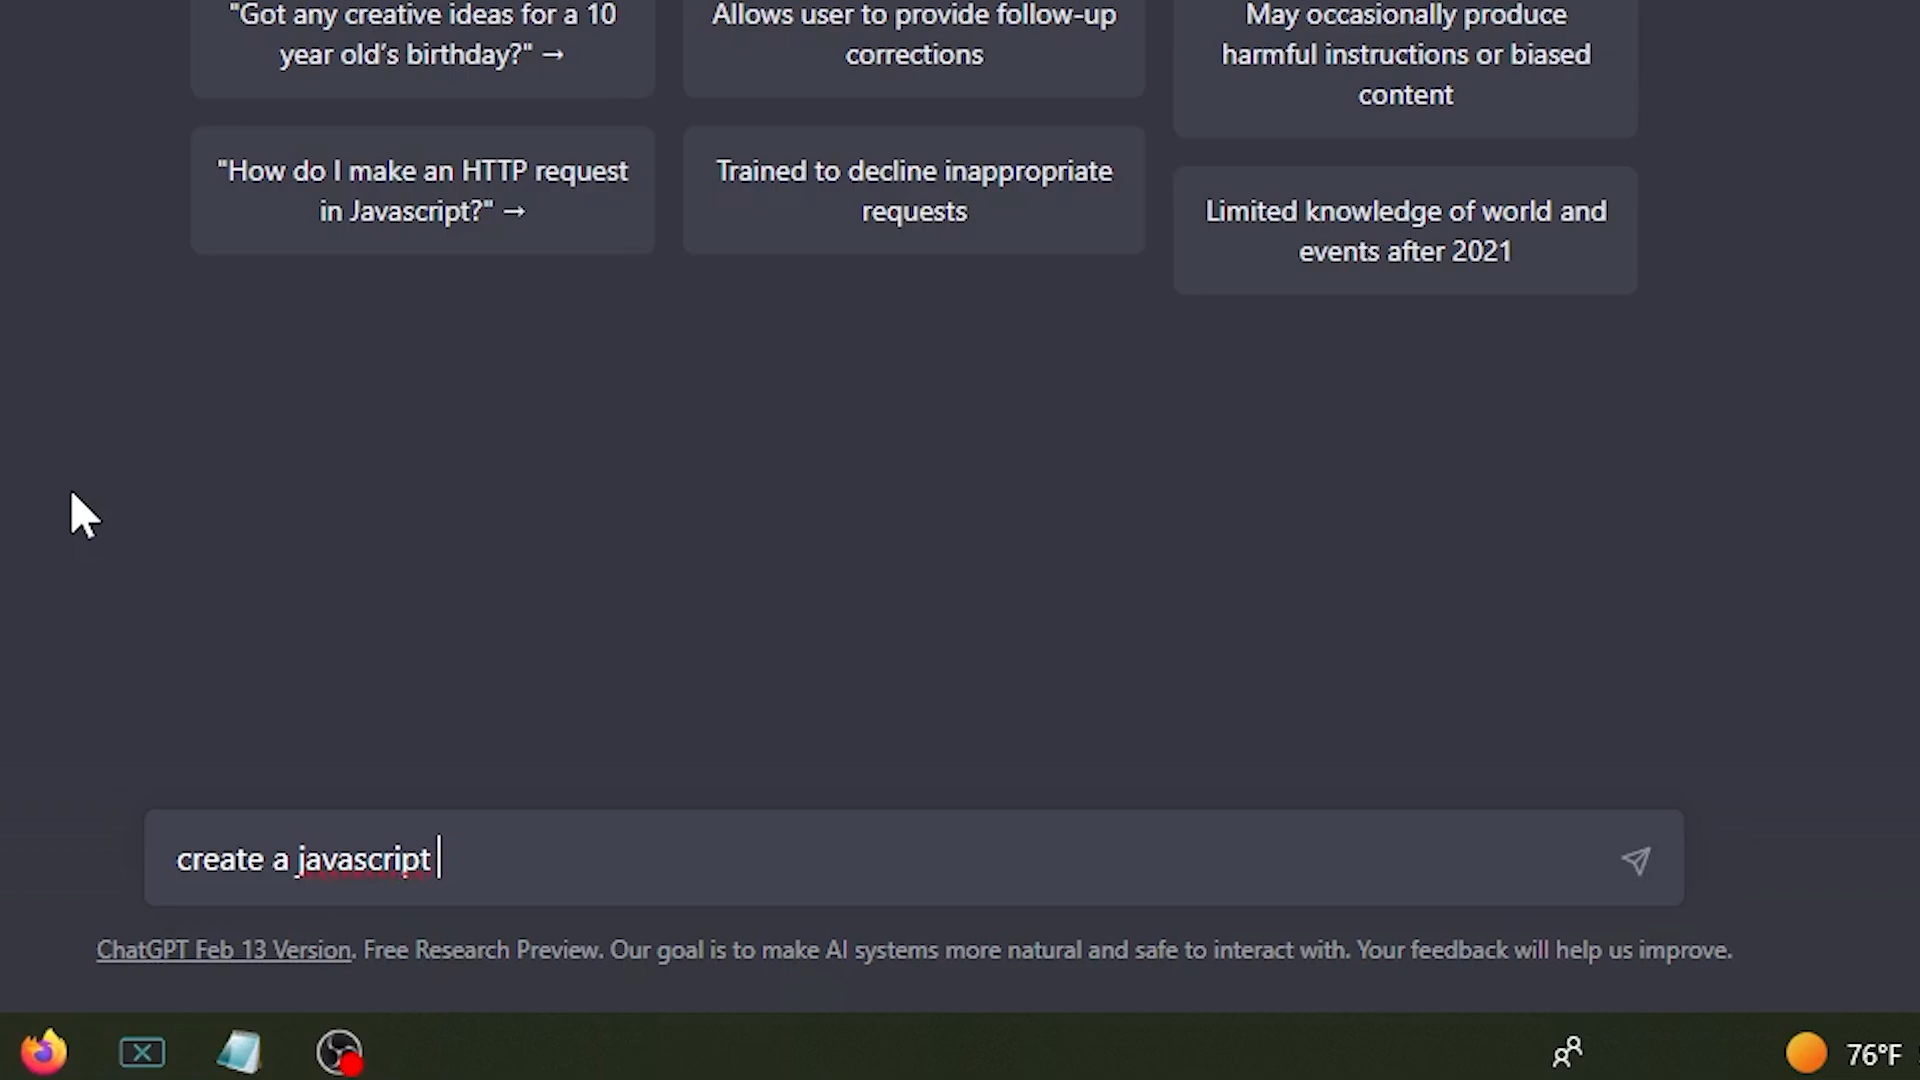 "Got any creative ideas for a 10
year old’s birthday?" →
Allows user to provide follow-up
corrections
May occasionally produce
harmful instructions or biased
content
"How do I make an HTTP request
in Javascript?" →
Trained to decline inappropriate
requests
Limited knowledge of world and
events after 2021
create a javascript
ChatGPT Feb 13 Version. Free Research Preview. Our goal is to make AI systems more natural and safe to interact with. Your feedback will help us improve.
76°F